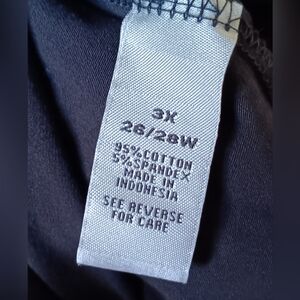 3X
26/28W
95% COTTON
5% SPANDEX
MADE IN
INDONESIA
SEE REVERSE
FOR CARE